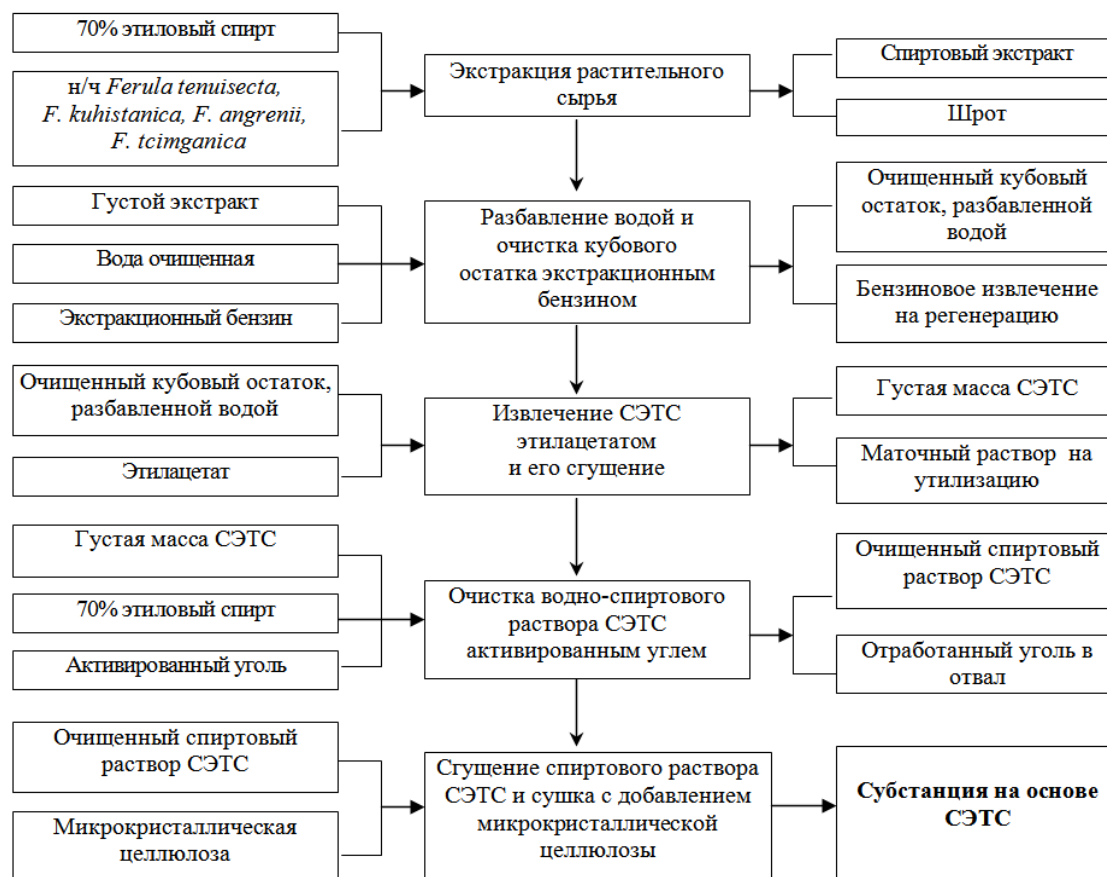 70% этиловый спирт
н/ч Ferula tenuisecta,
F. kuhistanica, F. angrenii,
F. tcimganica
Экстракция растительного
сырья
Спиртовый экстракт
Шрот
Густой экстракт
Вода очищенная
Экстракционный бензин
Разбавление водой и
очистка кубового
остатка экстракционным
бензином
Очищенный кубовый
остаток, разбавленной
водой
Бензиновое извлечение
на регенерацию
Очищенный кубовый остаток,
разбавленной водой
Этилацетат
Извлечение СЭТС
этилацетатом
и его сгущение
Густая масса СЭТС
Маточный раствор на
утилизацию
Густая масса СЭТС
70% этиловый спирт
Активированный уголь
Очистка водно-спиртового
раствора СЭТС
активированным углем
Очищенный спиртовый
раствор СЭТС
Отработанный уголь в
отвал
Очищенный спиртовый
раствор СЭТС
Микрокристаллическая
целлюлоза
Сгущение спиртового раствора
СЭТС и сушка с добавлением
микрокристаллической
целлюлозы
Субстанция на основе
СЭТС